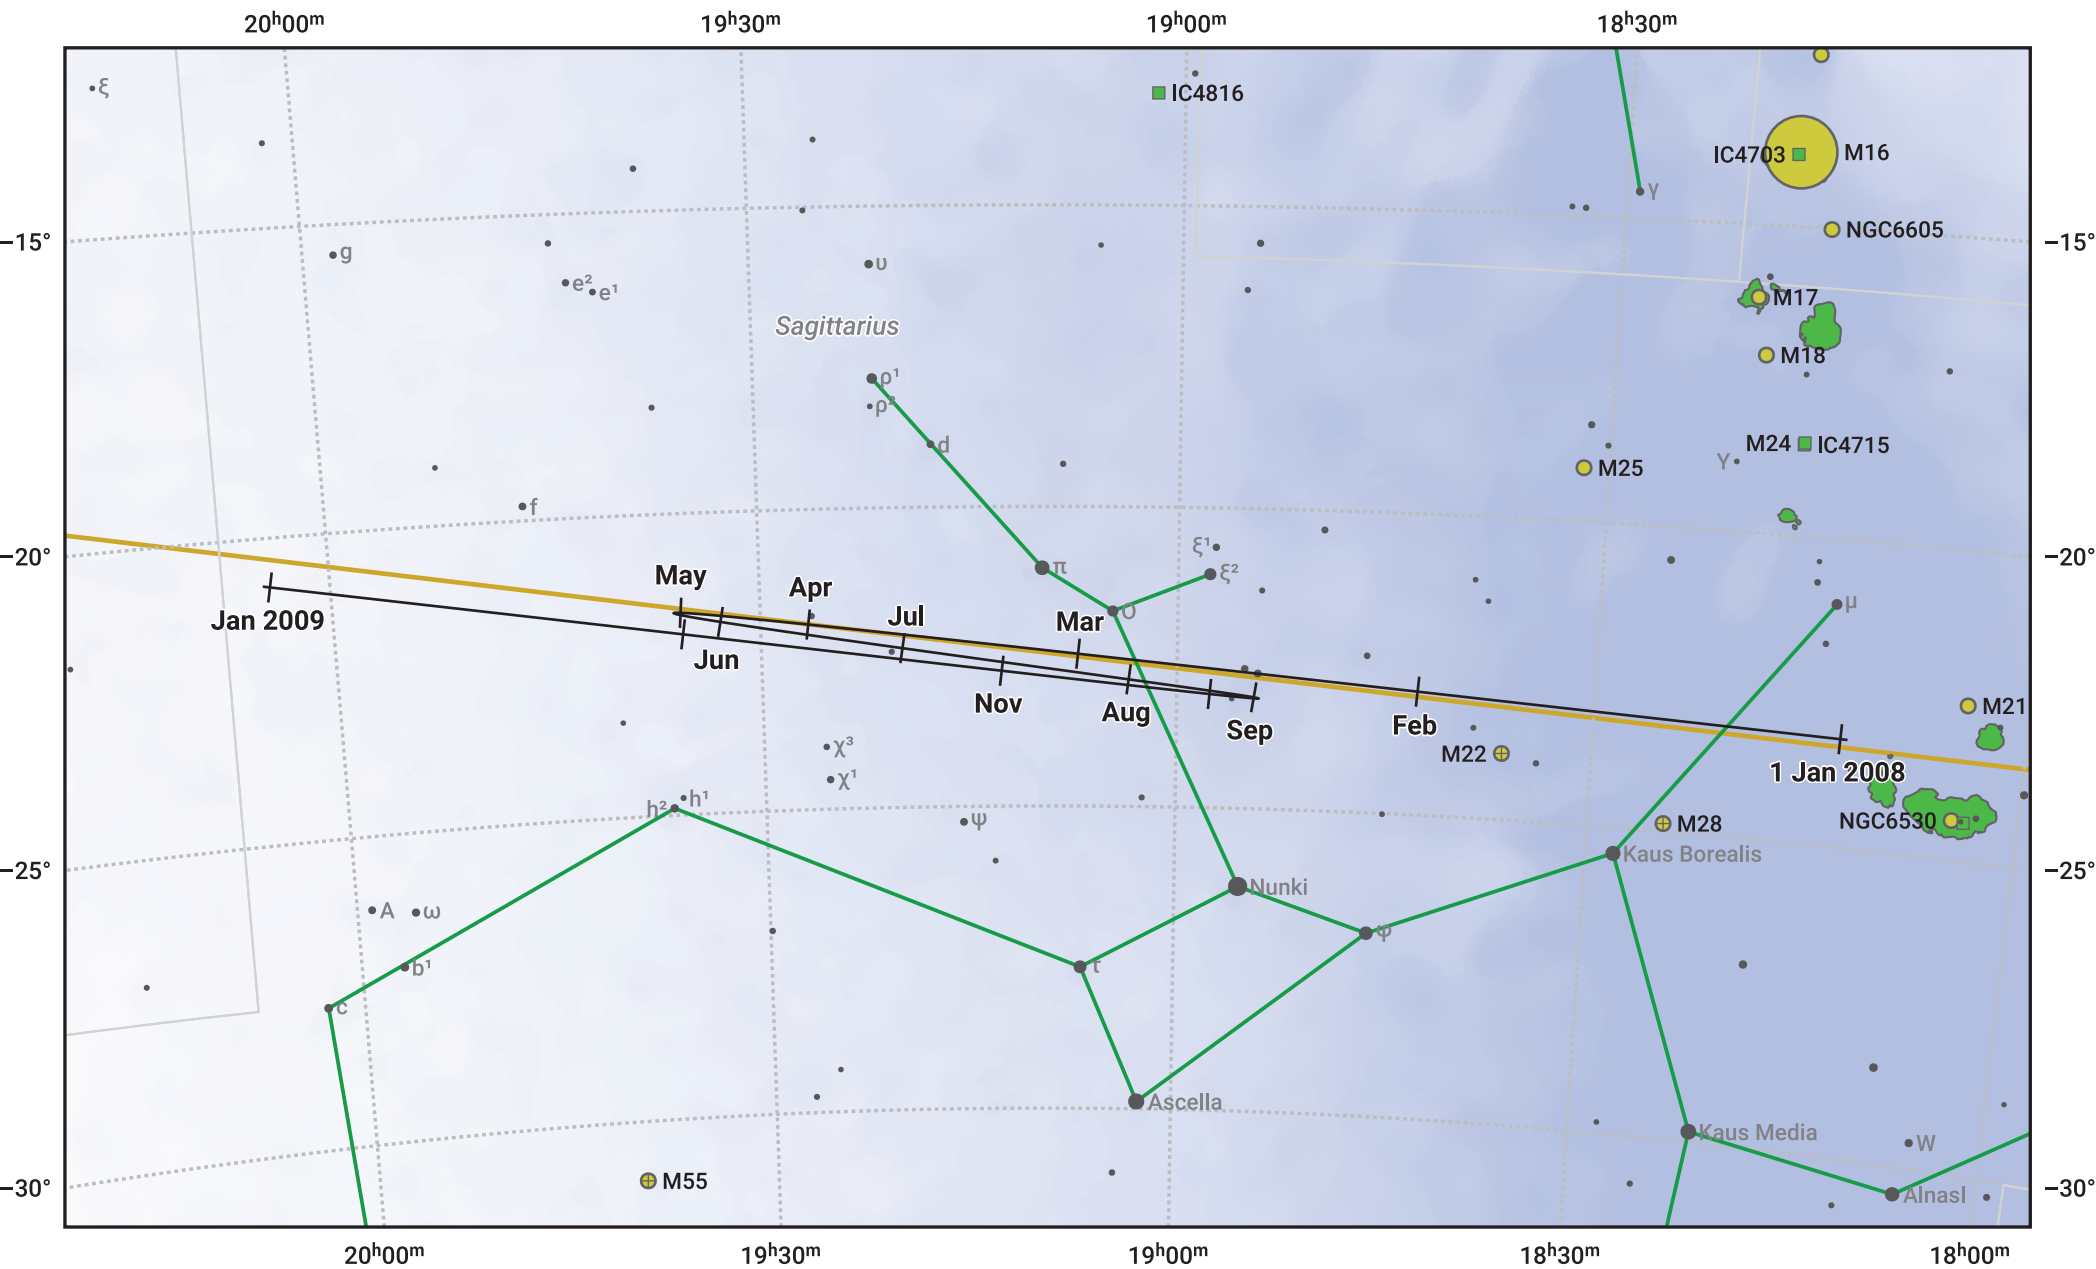 20ʰ00ᵐ 19ʰ30ᵐ 19ʰ00ᵐ 18ʰ30ᵐ
ξ
IC4816
IC4703 M16
γ
−15° −15°
NGC6605
g
υ
e² e¹
M17
Sagittarius
M18
ρ¹
ρ²
d
M24 IC4715
M25
Υ
f
ξ¹
−20° −20°
π
ξ²
May
Apr
μ
ο
Jan 2009
Jul
Mar
Jun
Nov
M21
Aug
Sep
Feb
χ³
M22
1 Jan 2008
χ¹
h² h¹
ψ
M28
NGC6530
Kaus Borealis
−25° −25°
Nunki
A ω
φ
b¹
τ
c
Ascella
Kaus Media
W
M55
−30° −30°
Alnasl
20ʰ00ᵐ 19ʰ30ᵐ 19ʰ00ᵐ 18ʰ30ᵐ 18ʰ00ᵐ